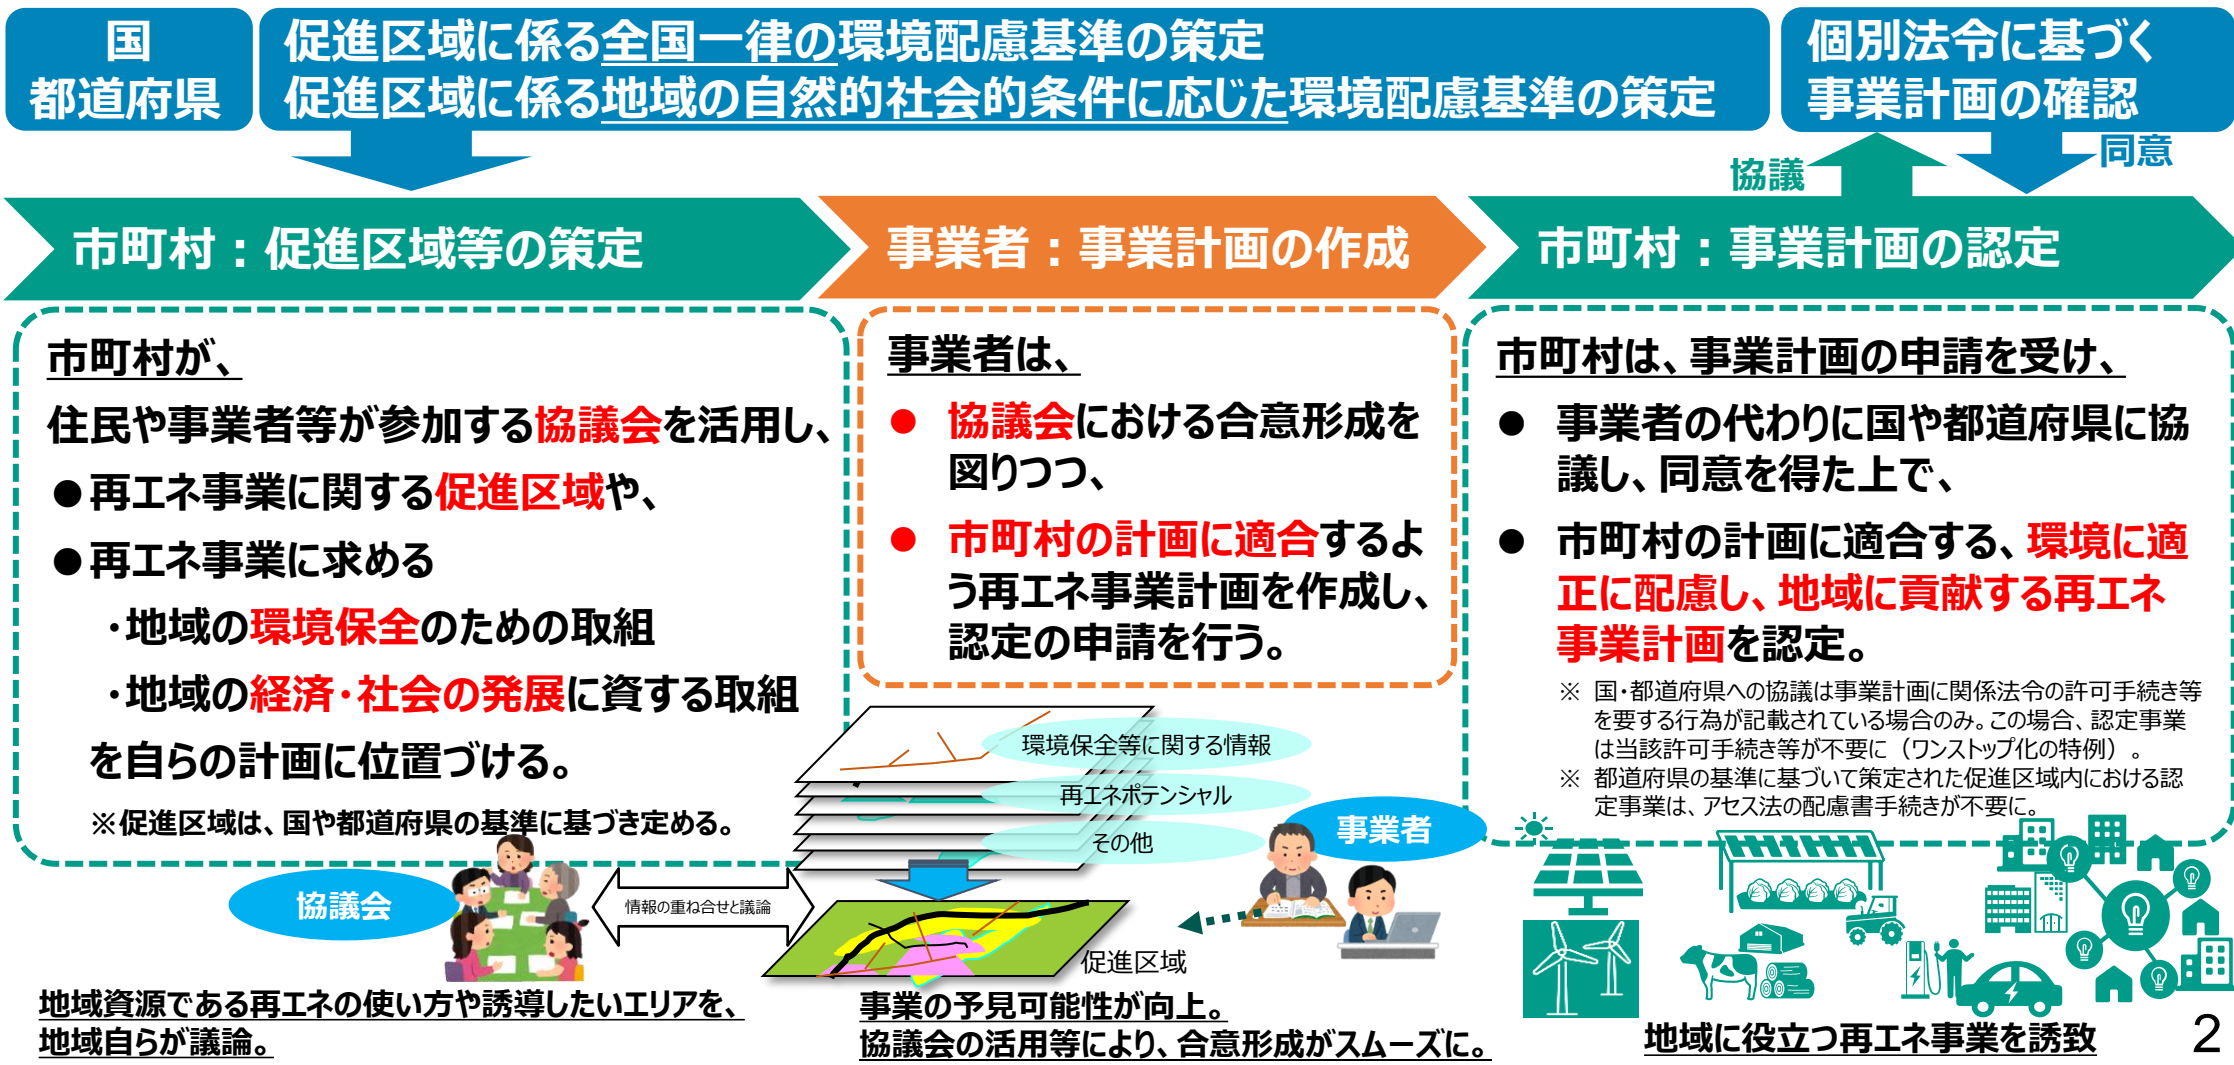 国
都道府県
促進区域に係る全国一律の環境配慮基準の策定
促進区域に係る地域の自然的社会的条件に応じた環境配慮基準の策定
個別法令に基づく
事業計画の確認
協議
同意
市町村：促進区域等の策定
事業者：事業計画の作成
市町村：事業計画の認定
市町村が、
住民や事業者等が参加する協議会を活用し、
●再エネ事業に関する促進区域や、
●再エネ事業に求める
・地域の環境保全のための取組
・地域の経済・社会の発展に資する取組
を自らの計画に位置づける。
※促進区域は、国や都道府県の基準に基づき定める。
事業者は、
● 協議会における合意形成を
図りつつ、
● 市町村の計画に適合するよ
う再エネ事業計画を作成し、
認定の申請を行う。
市町村は、事業計画の申請を受け、
● 事業者の代わりに国や都道府県に協
議し、同意を得た上で、
● 市町村の計画に適合する、環境に適
正に配慮し、地域に貢献する再エネ
事業計画を認定。
※ 国・都道府県への協議は事業計画に関係法令の許可手続き等
を要する行為が記載されている場合のみ。この場合、認定事業
は当該許可手続き等が不要に（ワンストップ化の特例）。
※ 都道府県の基準に基づいて策定された促進区域内における認
定事業は、アセス法の配慮書手続きが不要に。
環境保全等に関する情報
再エネポテンシャル
その他
事業者
協議会
情報の重ね合せと議論
促進区域
地域資源である再エネの使い方や誘導したいエリアを、
地域自らが議論。
事業の予見可能性が向上。
協議会の活用等により、合意形成がスムーズに。
地域に役立つ再エネ事業を誘致
2